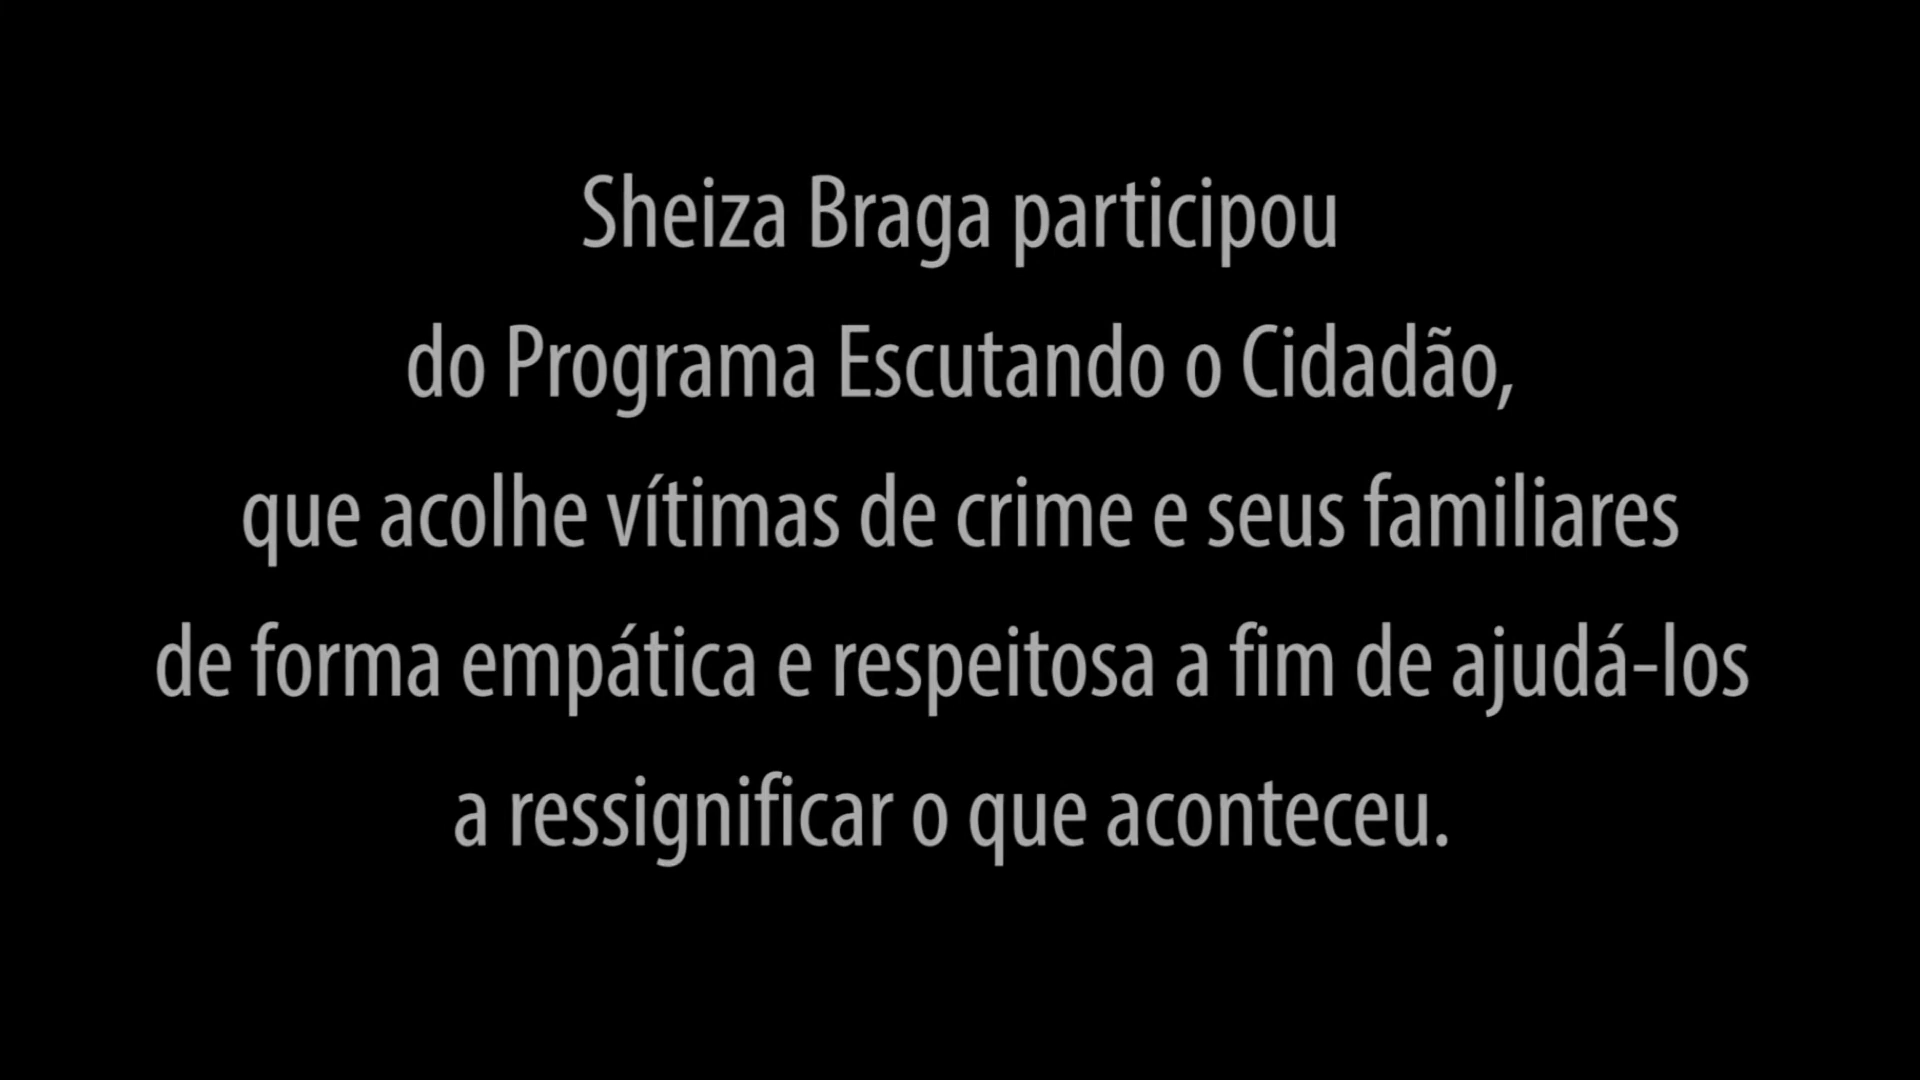 Sheiza Braga participou
do Programa Escutando o Cidadão,
que acolhe vítimas de crime e seus familiares
de forma empática e respeitosa a fim de ajudá-los
a ressignificar o que aconteceu.